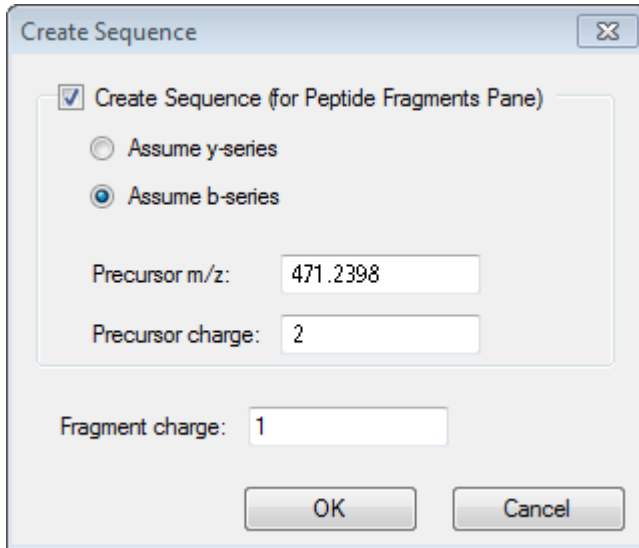 Create Sequence
Create Sequence (for Peptide Fragments Pane)
Assume y-series
Assume b-series
Precursor m/z: 471.2398
Precursor charge: 2
Fragment charge: 1
OK Cancel